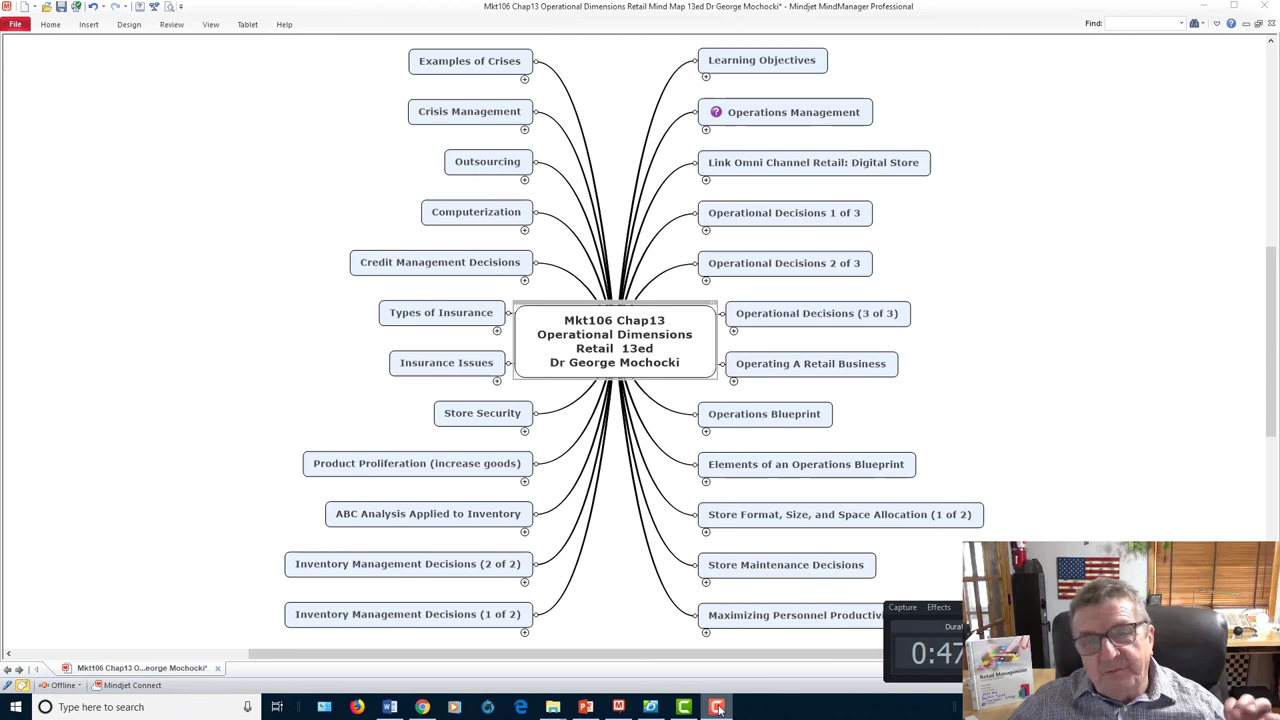 Mkt106 Chap13 Operational Dimensions Retail Mind Map 13ed Dr George Mochocki* - Mindjet MindManager Professional
File Home Insert Design Review View Tablet Help
Find:
Examples of Crises
Learning Objectives
Crisis Management
? Operations Management
Outsourcing
Link Omni Channel Retail: Digital Store
Computerization
Operational Decisions 1 of 3
Credit Management Decisions
Operational Decisions 2 of 3
Types of Insurance
Operational Decisions (3 of 3)
Mkt106 Chap13
Operational Dimensions
Retail 13ed
Dr George Mochocki
Insurance Issues
Operating A Retail Business
Store Security
Operations Blueprint
Product Proliferation (increase goods)
Elements of an Operations Blueprint
ABC Analysis Applied to Inventory
Store Format, Size, and Space Allocation (1 of 2)
Inventory Management Decisions (2 of 2)
Store Maintenance Decisions
Inventory Management Decisions (1 of 2)
Maximizing Personnel Productiv
Capture Effects
Durat
0:47
Retail Management
Mkt106 Chap13 O...eorge Mochocki*
Offline Mindjet Connect
Type here to search